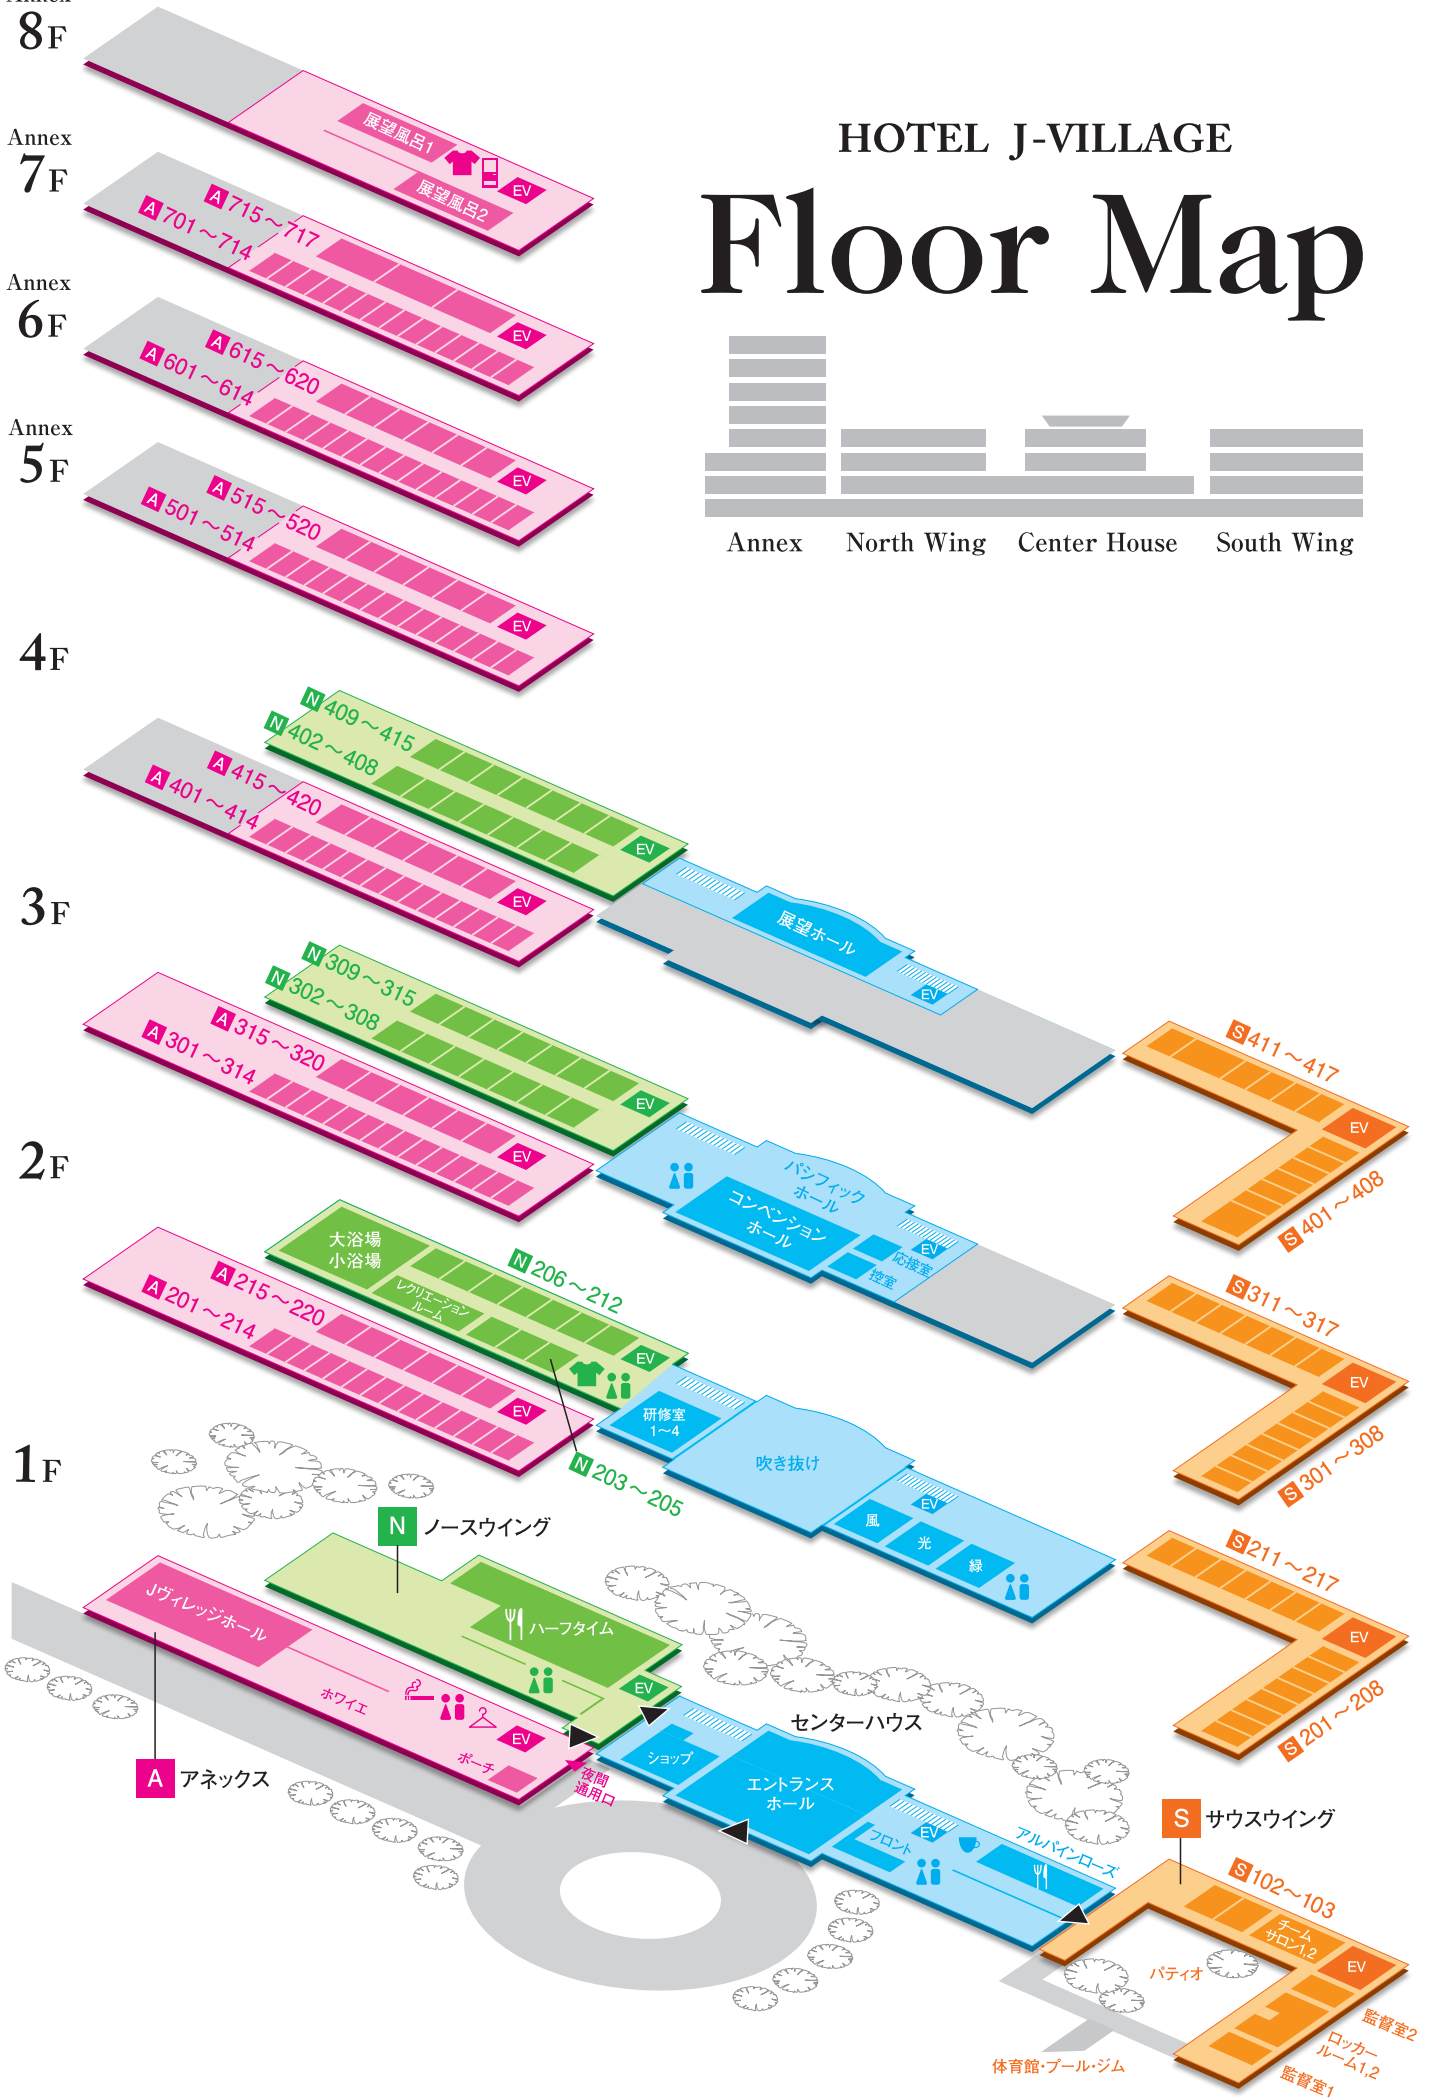 Annex
8F
展望風呂1
展望風呂2
EV
HOTEL J-VILLAGE
Floor Map
Annex
North Wing
Center House
South Wing
Annex
7F
A 715〜717
A 701〜714
EV
Annex
6F
A 615〜620
A 601〜614
EV
Annex
5F
A 515〜520
A 501〜514
EV
4F
N 409〜415
N 402〜408
EV
A 415〜420
A 401〜414
EV
展望ホール
EV
S 411〜417
EV
S 401〜408
3F
N 309〜315
N 302〜308
EV
A 315〜320
A 301〜314
EV
パシフィック
ホール
コンベンション
ホール
EV
応接室
控室
S 311〜317
EV
S 301〜308
2F
大浴場
小浴場
レクリエーション
ルーム
N 206〜212
EV
N 203〜205
A 215〜220
A 201〜214
EV
研修室
1〜4
吹き抜け
EV
風
光
緑
S 211〜217
EV
S 201〜208
1F
N ノースウイング
ハーフタイム
EV
Jヴィレッジホール
ホワイエ
EV
ポーチ
夜間
通用口
A アネックス
センターハウス
ショップ
エントランス
ホール
フロント
EV
アルパインローズ
S サウスウイング
S 102〜103
チーム
サロン1,2
EV
パティオ
監督室2
ロッカー
ルーム1,2
監督室1
体育館・プール・ジム